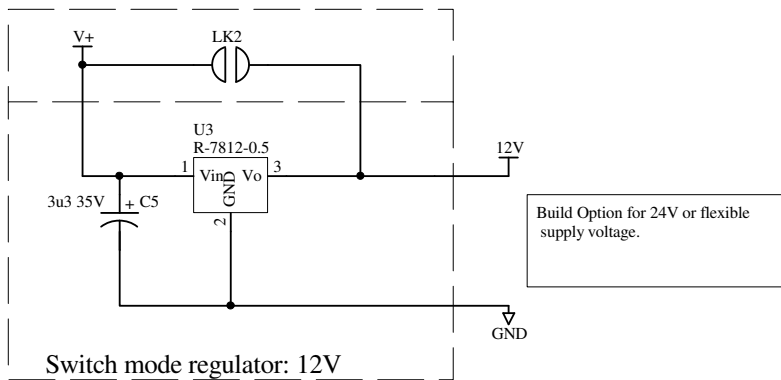 V+
LK2
U3
R-7812-0.5
12V
1
Vin
Vo
3
GND
2
3u3 35V
+
C5
Build Option for 24V or flexible
supply voltage.
GND
Switch mode regulator: 12V